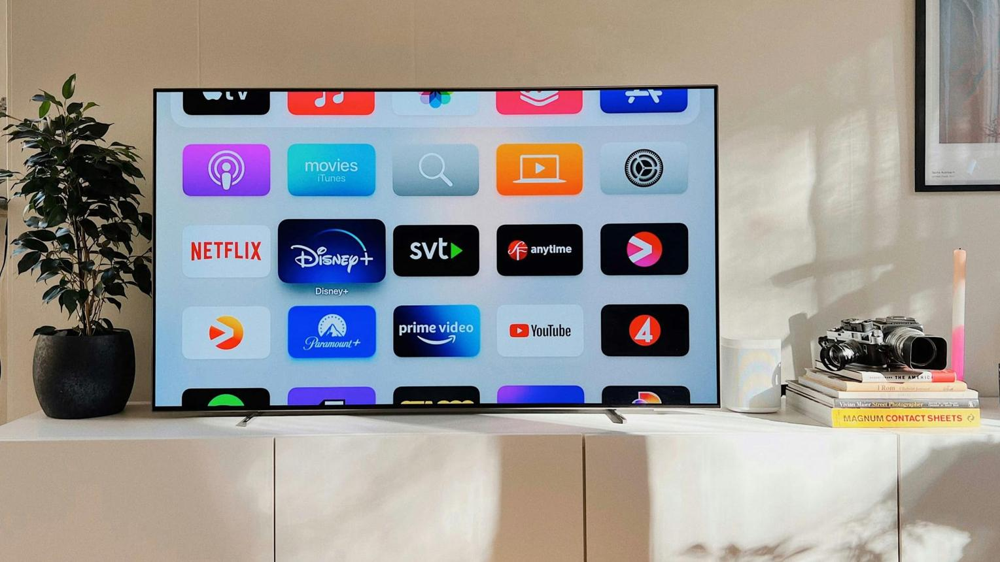 tv
movies
iTunes
NETFLIX
Disney+
svt
anytime
Disney+
Paramount+
prime video
YouTube
4
THE AMERICA
I Rom
Vivian Maier Street Photographer
MAGNUM CONTACT SHEETS